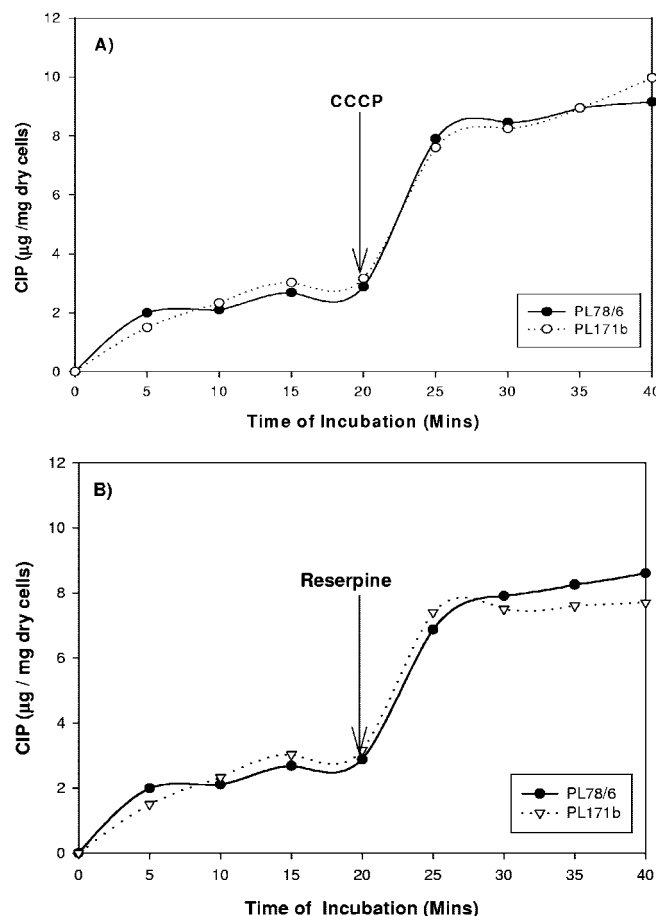 A)
12
10
8
6
4
2
0
CIP (μg /mg dry cells)
CCCP
PL78/6
PL171b
0 5 10 15 20 25 30 35 40
Time of Incubation (Mins)
B)
12
10
8
6
4
2
0
CIP (μg / mg dry cells)
Reserpine
PL78/6
PL171b
0 5 10 15 20 25 30 35 40
Time of Incubation (Mins)